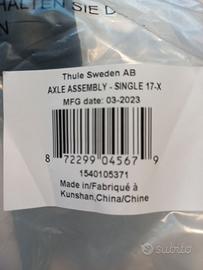 HALTEN SIE D
Thule Sweden AB
AXLE ASSEMBLY - SINGLE 17-X
MFG date: 03-2023
8 72299 04567 9
1540105371
Made in/Fabriqué à
Kunshan,China/Chine
subito